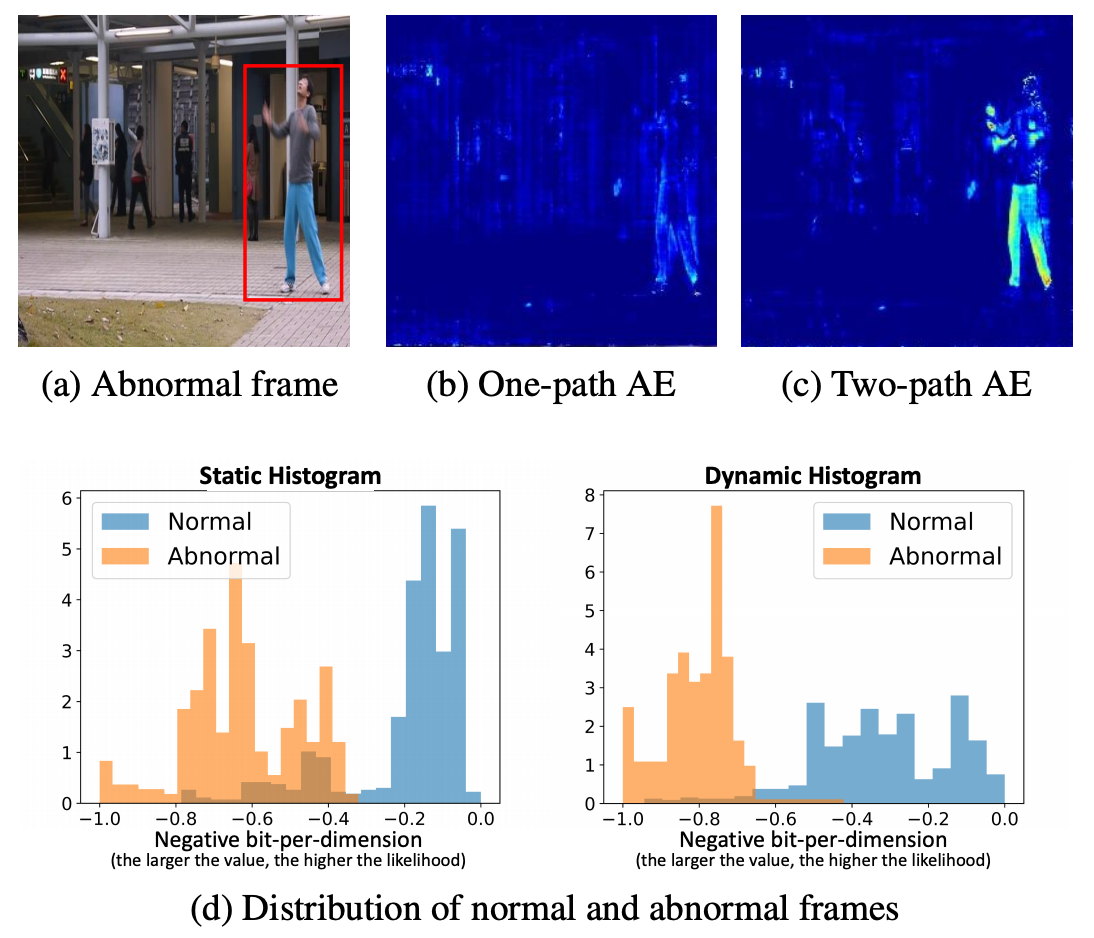 (a) Abnormal frame
(b) One-path AE
(c) Two-path AE
Static Histogram
Normal
Abnormal
6
5
4
3
2
1
0
−1.0 −0.8 −0.6 −0.4 −0.2 0.0
Negative bit-per-dimension
(the larger the value, the higher the likelihood)
Dynamic Histogram
Normal
Abnormal
8
7
6
5
4
3
2
1
0
−1.0 −0.8 −0.6 −0.4 −0.2 0.0
Negative bit-per-dimension
(the larger the value, the higher the likelihood)
(d) Distribution of normal and abnormal frames